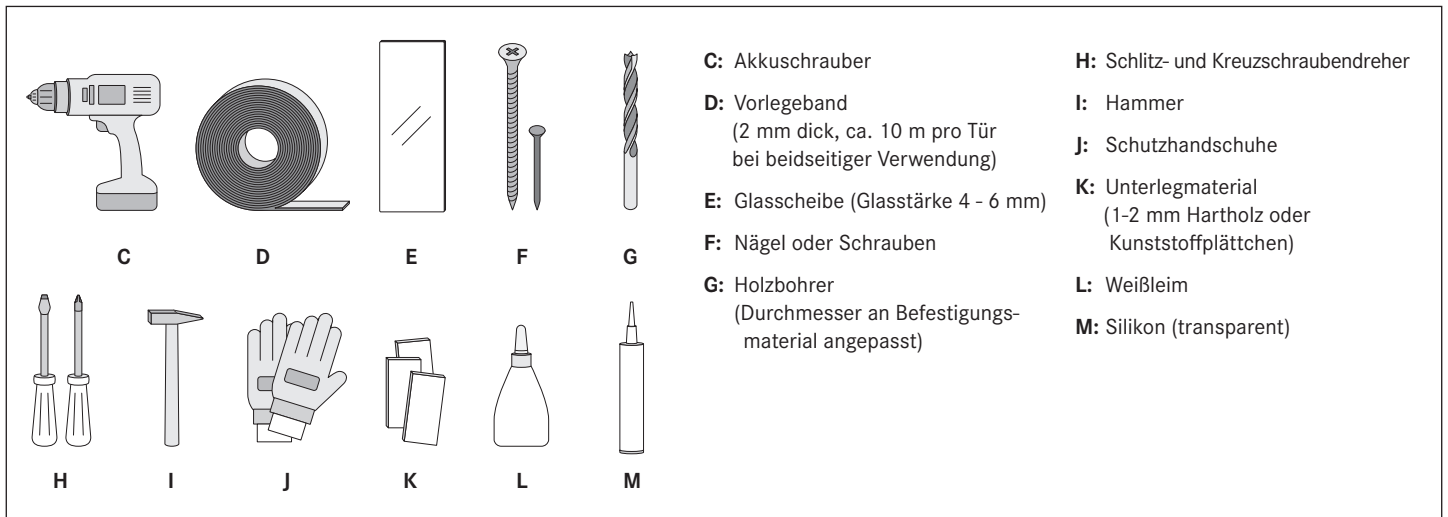 C
D
E
F
G
H
I
J
K
L
M
C: Akkuschrauber
D: Vorlegeband
(2 mm dick, ca. 10 m pro Tür
bei beidseitiger Verwendung)
E: Glasscheibe (Glasstärke 4 - 6 mm)
F: Nägel oder Schrauben
G: Holzbohrer
(Durchmesser an Befestigungs-
material angepasst)
H: Schlitz- und Kreuzschraubendreher
I: Hammer
J: Schutzhandschuhe
K: Unterlegmaterial
(1-2 mm Hartholz oder
Kunststoffplättchen)
L: Weißleim
M: Silikon (transparent)